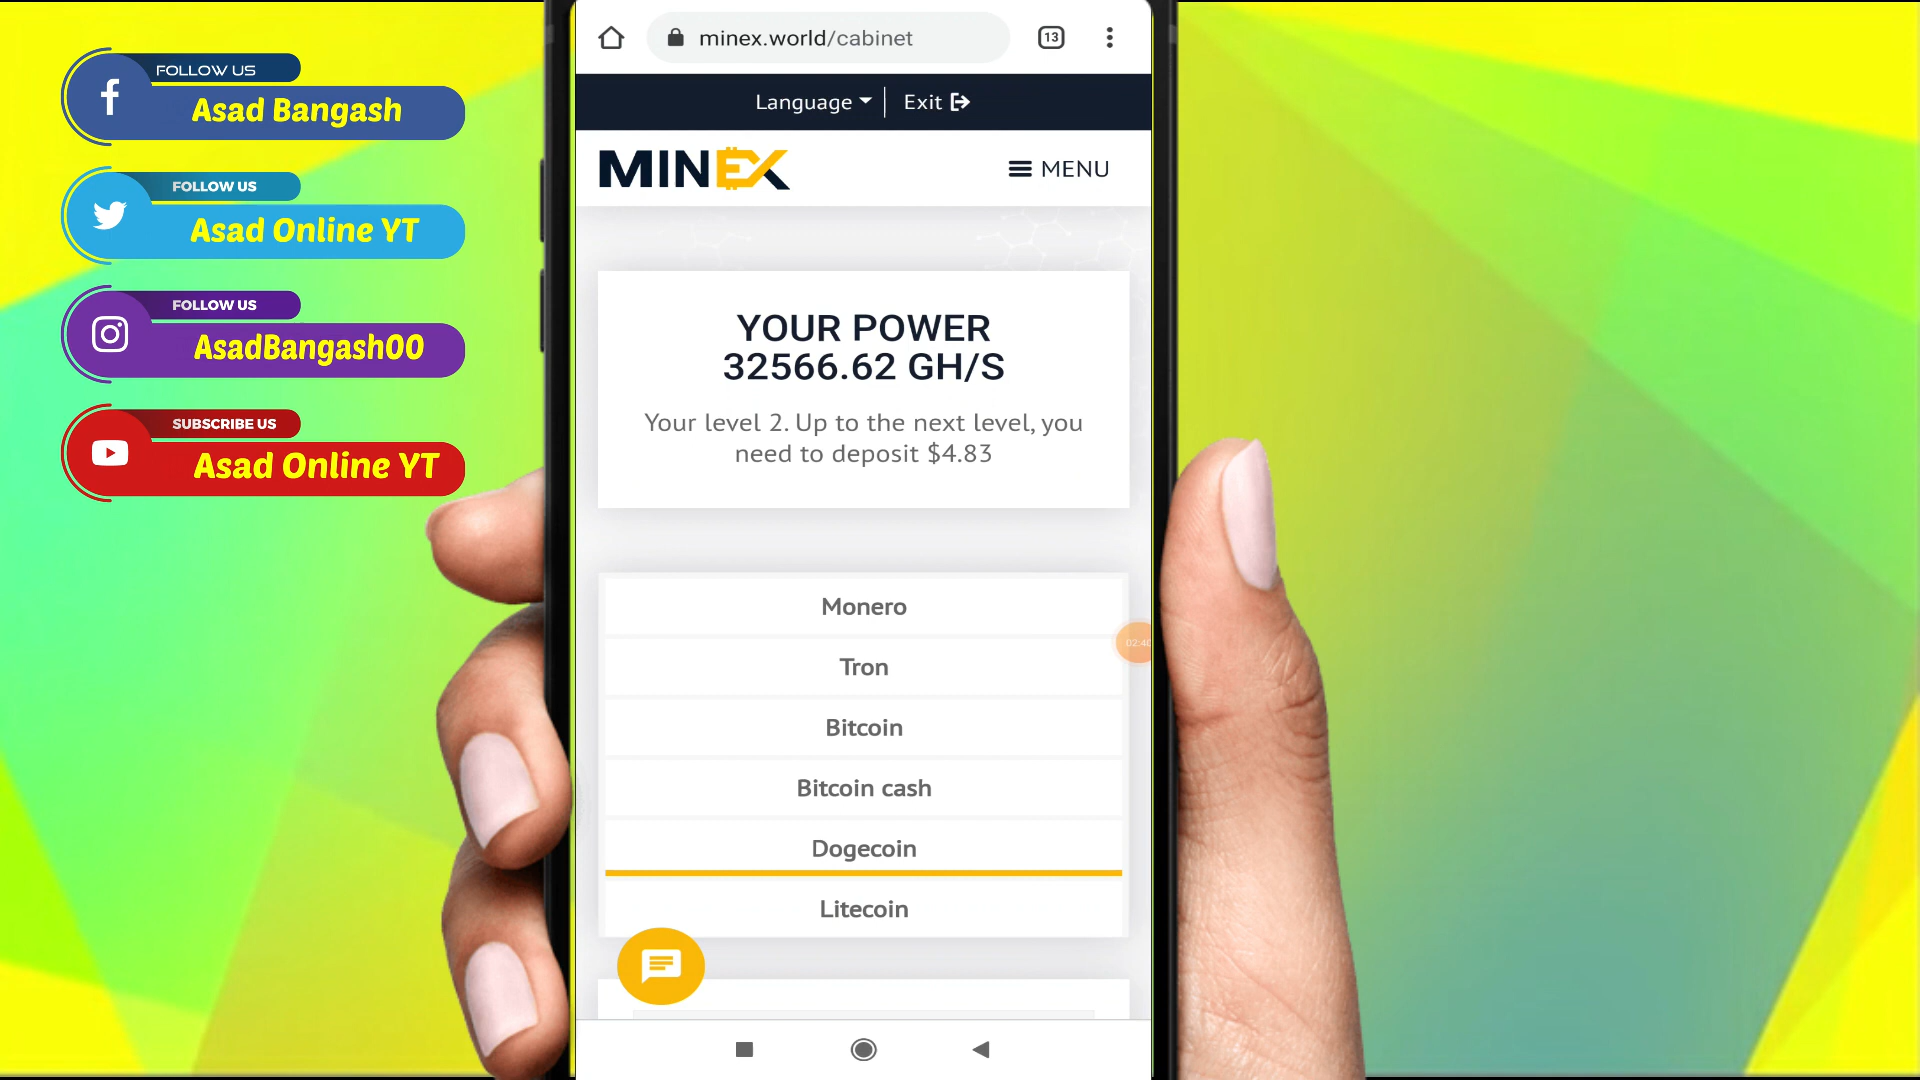 FOLLOW US
Asad Bangash
FOLLOW US
Asad Online YT
FOLLOW US
AsadBangash00
SUBSCRIBE US
Asad Online YT
minex.world/cabinet
13
Language
Exit
MINEX
MENU
YOUR POWER
32566.62 GH/S
Your level 2. Up to the next level, you
need to deposit $4.83
Monero
02:40
Tron
Bitcoin
Bitcoin cash
Dogecoin
Litecoin